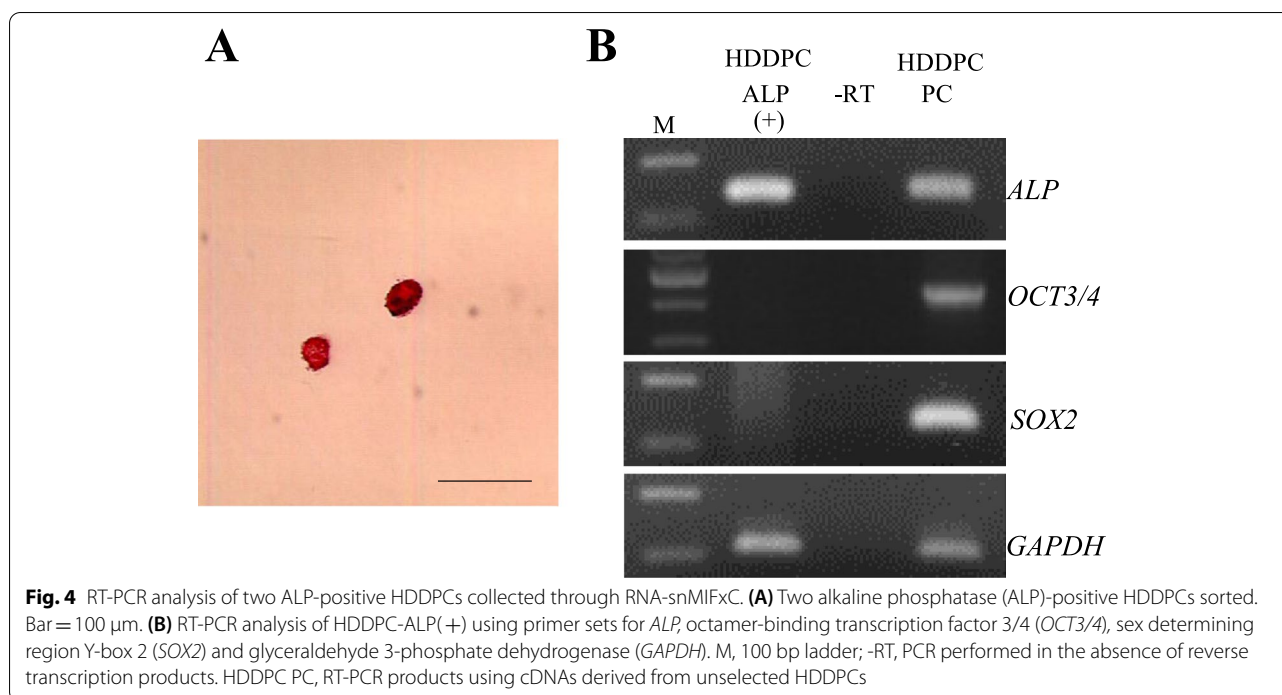 A
B
HDDPC HDDPC
ALP -RT PC
(+)
M
ALP
OCT3/4
SOX2
GAPDH
Fig. 4 RT-PCR analysis of two ALP-positive HDDPCs collected through RNA-snMIFxC. (A) Two alkaline phosphatase (ALP)-positive HDDPCs sorted.
Bar = 100 μm. (B) RT-PCR analysis of HDDPC-ALP(+) using primer sets for ALP, octamer-binding transcription factor 3/4 (OCT3/4), sex determining
region Y-box 2 (SOX2) and glyceraldehyde 3-phosphate dehydrogenase (GAPDH). M, 100 bp ladder; -RT, PCR performed in the absence of reverse
transcription products. HDDPC PC, RT-PCR products using cDNAs derived from unselected HDDPCs